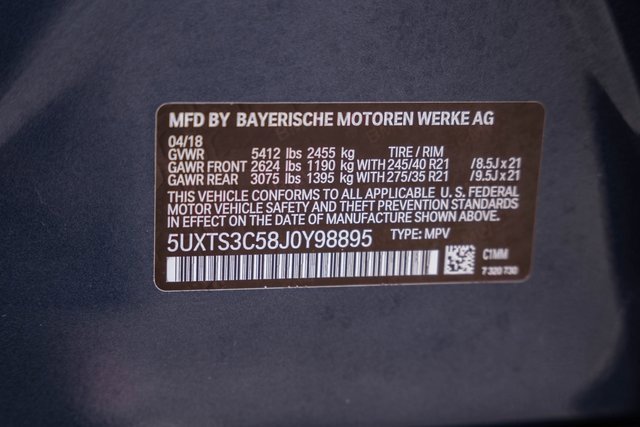 MFD BY BAYERISCHE MOTOREN WERKE AG
04/18
GVWR 5412 lbs 2455 kg TIRE / RIM
GAWR FRONT 2624 lbs 1190 kg WITH 245/40 R21 /8.5J x 21
GAWR REAR 3075 lbs 1395 kg WITH 275/35 R21 /9.5J x 21
THIS VEHICLE CONFORMS TO ALL APPLICABLE U. S. FEDERAL
MOTOR VEHICLE SAFETY AND THEFT PREVENTION STANDARDS
IN EFFECT ON THE DATE OF MANUFACTURE SHOWN ABOVE.
5UXTS3C58J0Y98895 TYPE: MPV
C1MM
7 320 730